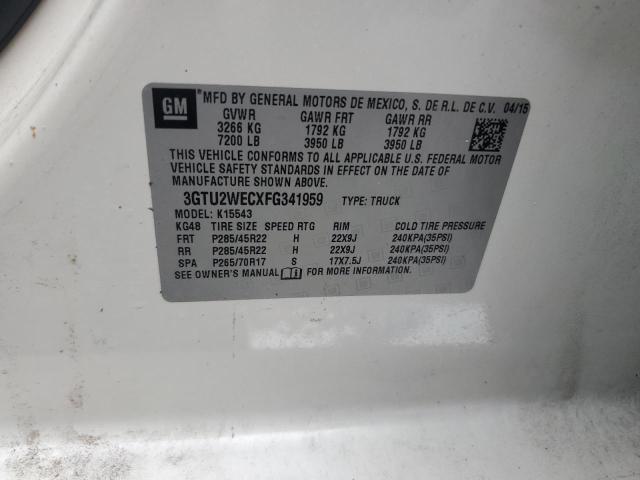 GM
MFD BY GENERAL MOTORS DE MEXICO, S. DE R.L. DE C.V. 04/15
GVWR GAWR FRT GAWR RR
3266 KG 1792 KG 1792 KG
7200 LB 3950 LB 3950 LB
THIS VEHICLE CONFORMS TO ALL APPLICABLE U.S. FEDERAL MOTOR
VEHICLE SAFETY STANDARDS IN EFFECT ON THE DATE OF
MANUFACTURE SHOWN ABOVE.
3GTU2WECXFG341959 TYPE: TRUCK
MODEL: K15543
KG48 TIRE SIZE SPEED RTG RIM COLD TIRE PRESSURE
FRT P285/45R22 H 22X9J 240KPA(35PSI)
RR P285/45R22 H 22X9J 240KPA(35PSI)
SPA P265/70R17 S 17X7.5J 240KPA(35PSI)
SEE OWNER'S MANUAL FOR MORE INFORMATION.